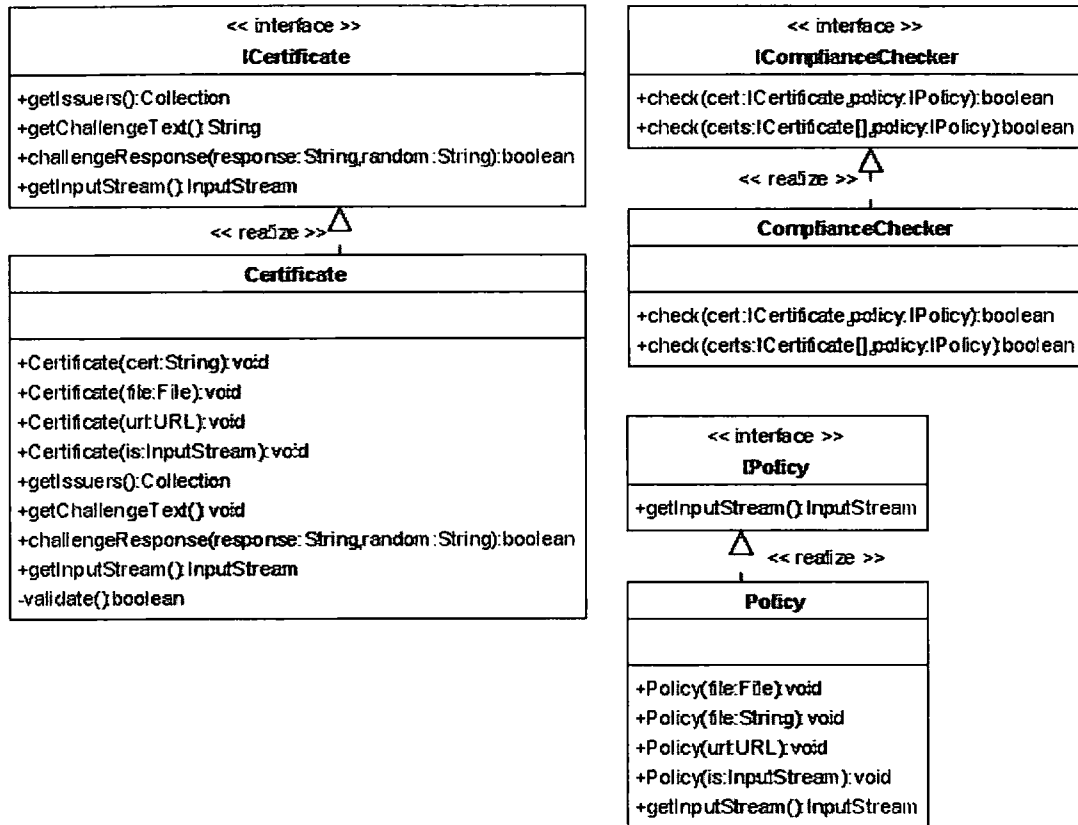 << interface >>
ICertificate
+getIssuers():Collection
+getChallengeText():String
+challengeResponse(response:String,random:String):boolean
+getInputStream():InputStream
<< realize >>
Certificate
+Certificate(cert:String):void
+Certificate(file:File):void
+Certificate(url:URL):void
+Certificate(is:InputStream):void
+getIssuers():Collection
+getChallengeText():void
+challengeResponse(response:String,random:String):boolean
+getInputStream():InputStream
-validate():boolean
<< interface >>
IComplianceChecker
+check(cert:ICertificate,policy:IPolicy):boolean
+check(certs:ICertificate[],policy:IPolicy):boolean
<< realize >>
ComplianceChecker
+check(cert:ICertificate,policy:IPolicy):boolean
+check(certs:ICertificate[],policy:IPolicy):boolean
<< interface >>
IPolicy
+getInputStream():InputStream
<< realize >>
Policy
+Policy(file:File):void
+Policy(file:String):void
+Policy(url:URL):void
+Policy(is:InputStream):void
+getInputStream():InputStream